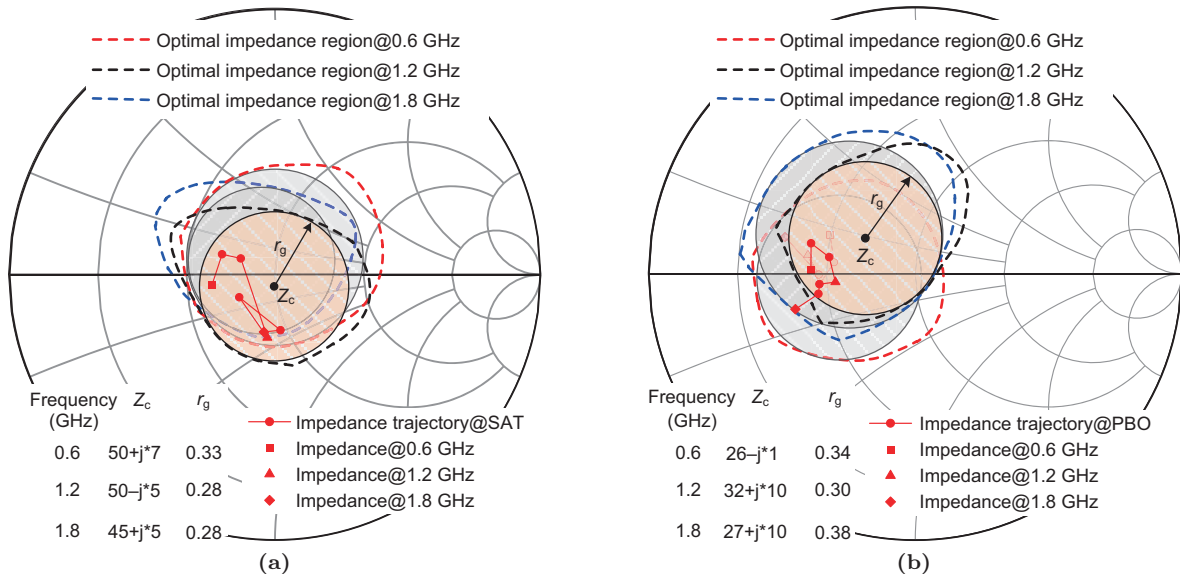 (a)
Optimal impedance region@0.6 GHz
Optimal impedance region@1.2 GHz
Optimal impedance region@1.8 GHz
r_g
Z_c
Frequency (GHz) Z_c r_g
0.6 50+j*7 0.33
1.2 50–j*5 0.28
1.8 45+j*5 0.28
Impedance trajectory@SAT
Impedance@0.6 GHz
Impedance@1.2 GHz
Impedance@1.8 GHz
(b)
Optimal impedance region@0.6 GHz
Optimal impedance region@1.2 GHz
Optimal impedance region@1.8 GHz
r_g
Z_c
Frequency (GHz) Z_c r_g
0.6 26–j*1 0.34
1.2 32+j*10 0.30
1.8 27+j*10 0.38
Impedance trajectory@PBO
Impedance@0.6 GHz
Impedance@1.2 GHz
Impedance@1.8 GHz